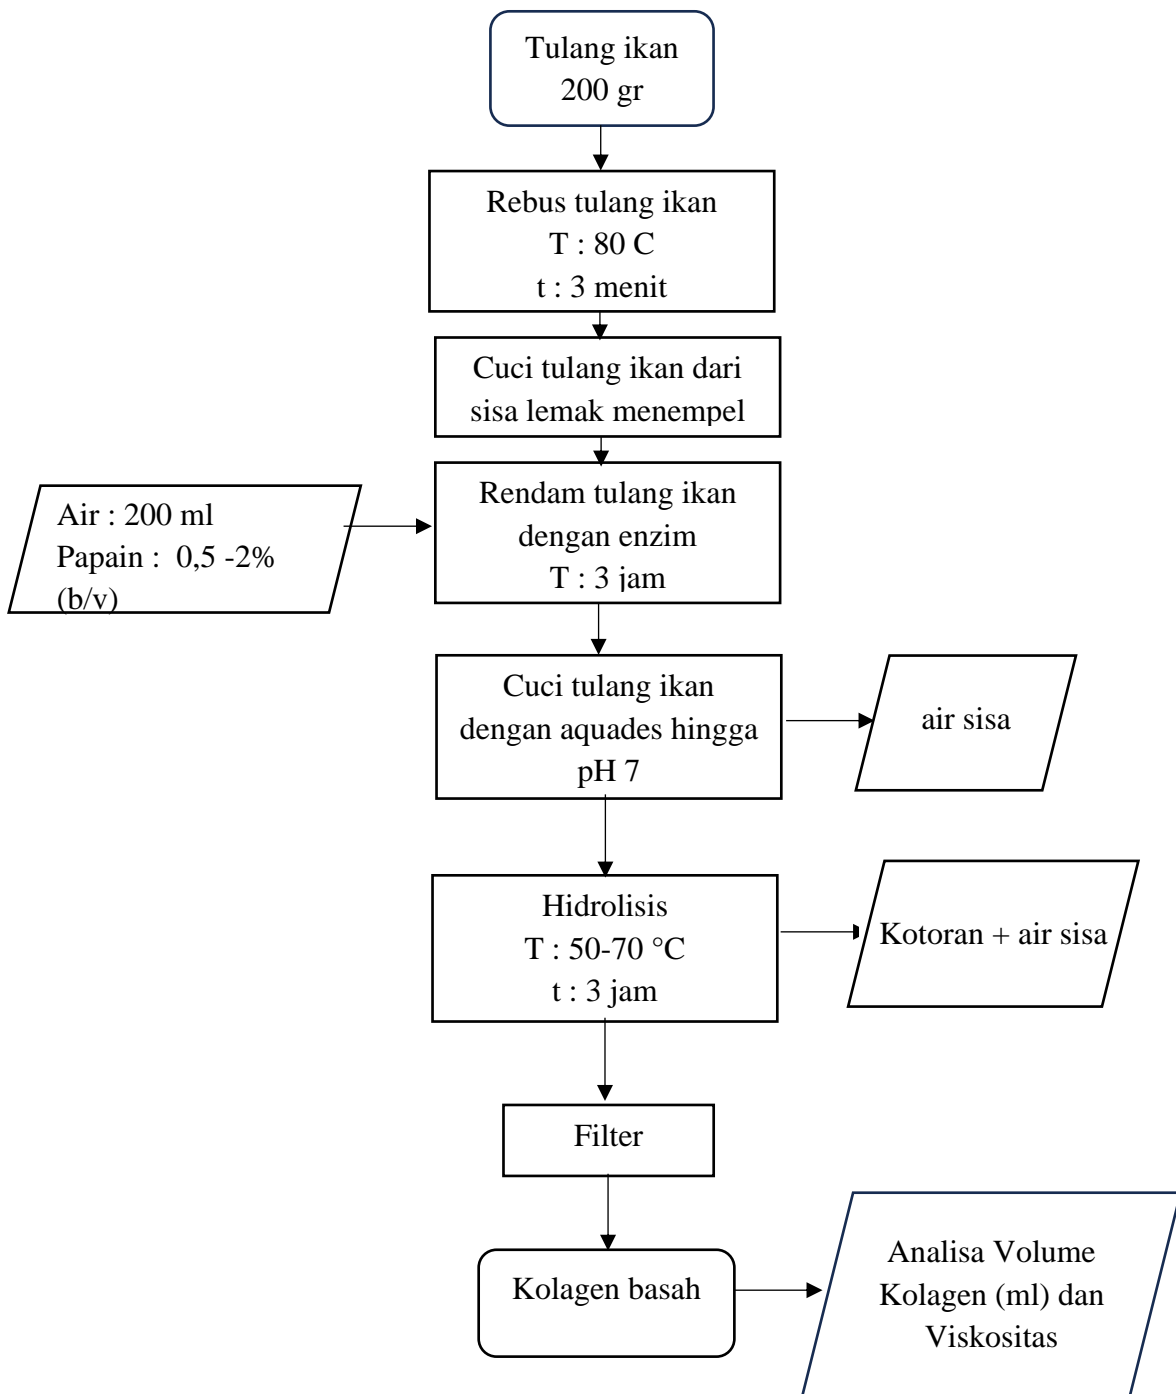 Tulang ikan
200 gr
Rebus tulang ikan
T : 80 C
t : 3 menit
Cuci tulang ikan dari
sisa lemak menempel
Air : 200 ml
Papain :  0,5 -2%
(b/v)
Rendam tulang ikan
dengan enzim
T : 3 jam
Cuci tulang ikan
dengan aquades hingga
pH 7
air sisa
Hidrolisis
T : 50-70 °C
t : 3 jam
Kotoran + air sisa
Filter
Kolagen basah
Analisa Volume
Kolagen (ml) dan
Viskositas